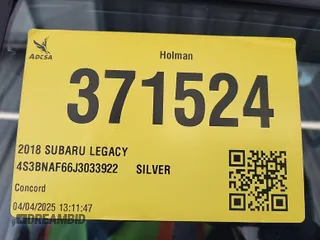 ADESA
Holman
371524
2018 SUBARU LEGACY
4S3BNAF66J3033922 SILVER
Concord
04/04/2025 13:11:47
DREAMBID